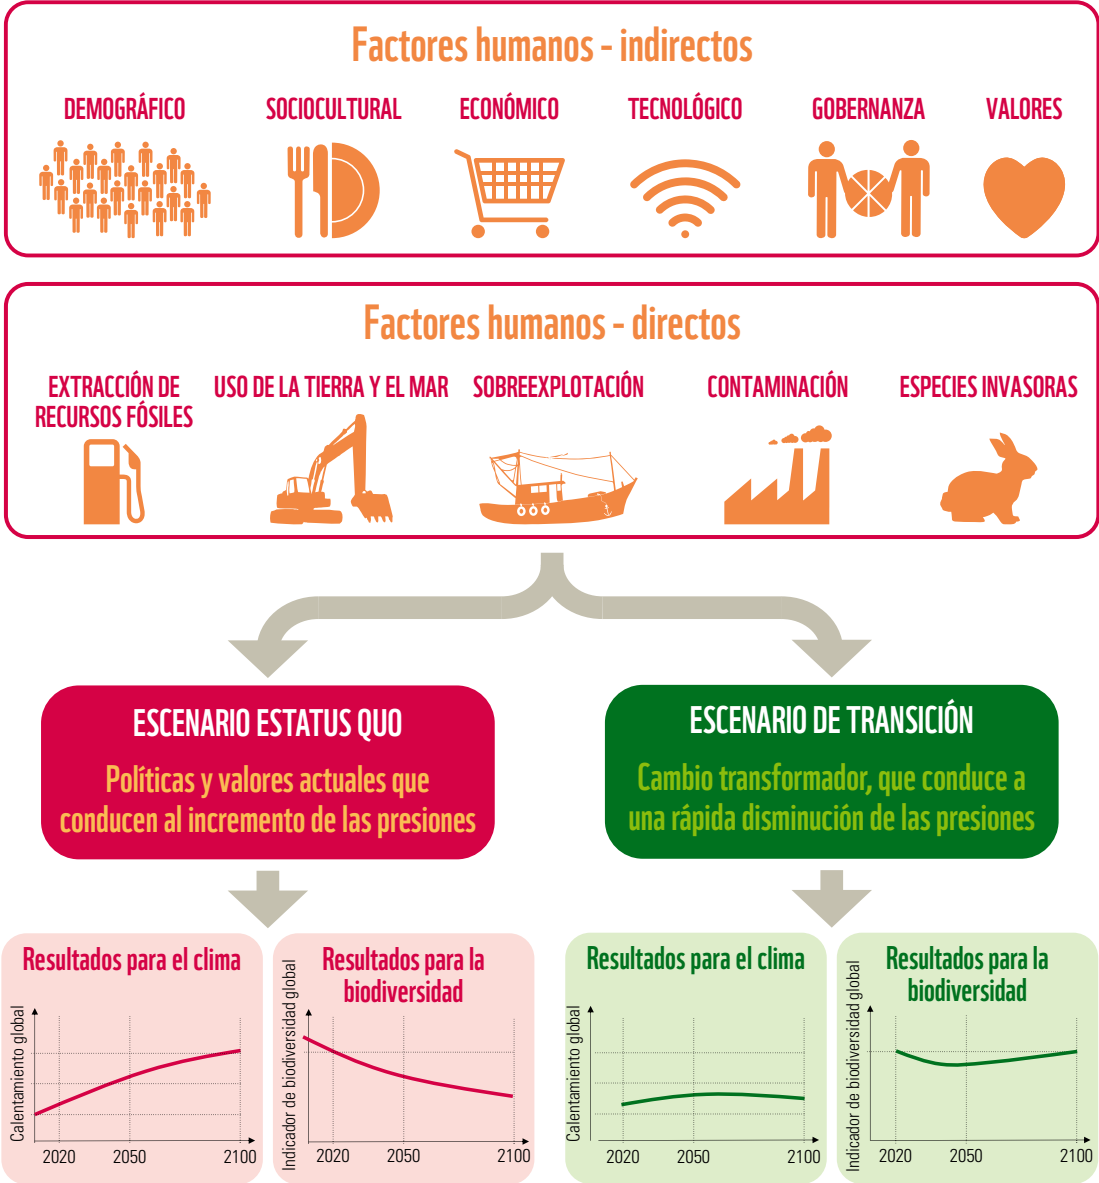 Factores humanos - indirectos
DEMOGRÁFICO
SOCIOCULTURAL
ECONÓMICO
TECNOLÓGICO
GOBERNANZA
VALORES
Factores humanos - directos
EXTRACCIÓN DE
RECURSOS FÓSILES
USO DE LA TIERRA Y EL MAR
SOBREEXPLOTACIÓN
CONTAMINACIÓN
ESPECIES INVASORAS
ESCENARIO ESTATUS QUO
Políticas y valores actuales que
conducen al incremento de las presiones
ESCENARIO DE TRANSICIÓN
Cambio transformador, que conduce a
una rápida disminución de las presiones
Resultados para el clima
Calentamiento global
2020
2050
2100
Resultados para la
biodiversidad
Indicador de biodiversidad global
2020
2050
2100
Resultados para el clima
Calentamiento global
2020
2050
2100
Resultados para la
biodiversidad
Indicador de biodiversidad global
2020
2050
2100